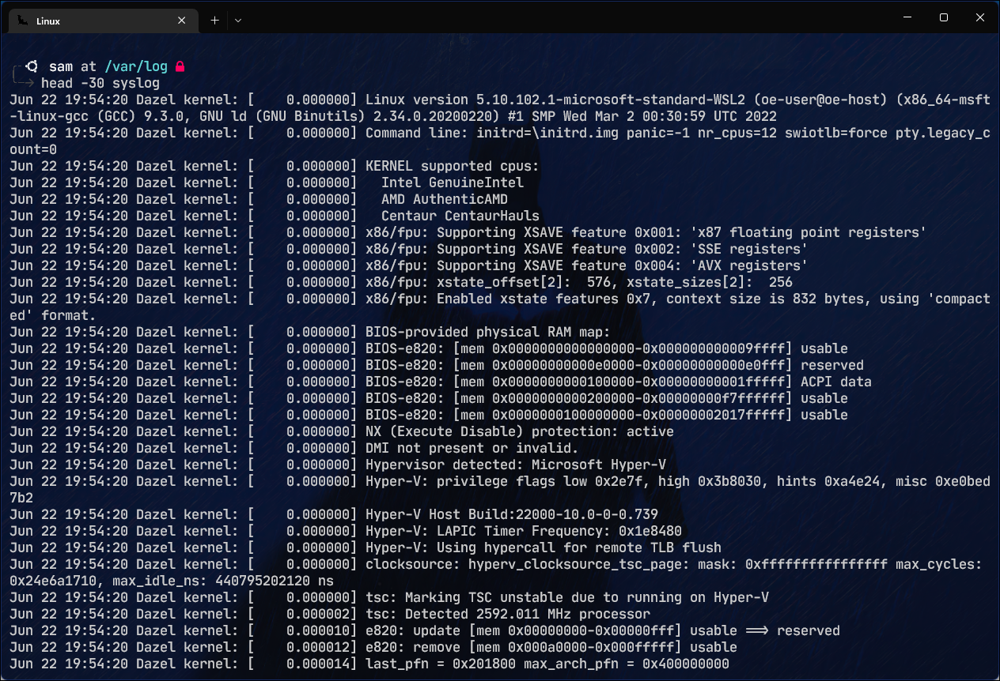 Linux
sam at /var/log
head -30 syslog
Jun 22 19:54:20 Dazel kernel: [    0.000000] Linux version 5.10.102.1-microsoft-standard-WSL2 (oe-user@oe-host) (x86_64-msft
-linux-gcc (GCC) 9.3.0, GNU ld (GNU Binutils) 2.34.0.20200220) #1 SMP Wed Mar 2 00:30:59 UTC 2022
Jun 22 19:54:20 Dazel kernel: [    0.000000] Command line: initrd=\initrd.img panic=-1 nr_cpus=12 swiotlb=force pty.legacy_c
ount=0
Jun 22 19:54:20 Dazel kernel: [    0.000000] KERNEL supported cpus:
Jun 22 19:54:20 Dazel kernel: [    0.000000]   Intel GenuineIntel
Jun 22 19:54:20 Dazel kernel: [    0.000000]   AMD AuthenticAMD
Jun 22 19:54:20 Dazel kernel: [    0.000000]   Centaur CentaurHauls
Jun 22 19:54:20 Dazel kernel: [    0.000000] x86/fpu: Supporting XSAVE feature 0x001: 'x87 floating point registers'
Jun 22 19:54:20 Dazel kernel: [    0.000000] x86/fpu: Supporting XSAVE feature 0x002: 'SSE registers'
Jun 22 19:54:20 Dazel kernel: [    0.000000] x86/fpu: Supporting XSAVE feature 0x004: 'AVX registers'
Jun 22 19:54:20 Dazel kernel: [    0.000000] x86/fpu: xstate_offset[2]:  576, xstate_sizes[2]:  256
Jun 22 19:54:20 Dazel kernel: [    0.000000] x86/fpu: Enabled xstate features 0x7, context size is 832 bytes, using 'compact
ed' format.
Jun 22 19:54:20 Dazel kernel: [    0.000000] BIOS-provided physical RAM map:
Jun 22 19:54:20 Dazel kernel: [    0.000000] BIOS-e820: [mem 0x0000000000000000-0x000000000009ffff] usable
Jun 22 19:54:20 Dazel kernel: [    0.000000] BIOS-e820: [mem 0x00000000000e0000-0x00000000000e0fff] reserved
Jun 22 19:54:20 Dazel kernel: [    0.000000] BIOS-e820: [mem 0x0000000000100000-0x00000000001fffff] ACPI data
Jun 22 19:54:20 Dazel kernel: [    0.000000] BIOS-e820: [mem 0x0000000000200000-0x00000000f7ffffff] usable
Jun 22 19:54:20 Dazel kernel: [    0.000000] BIOS-e820: [mem 0x0000000100000000-0x00000002017fffff] usable
Jun 22 19:54:20 Dazel kernel: [    0.000000] NX (Execute Disable) protection: active
Jun 22 19:54:20 Dazel kernel: [    0.000000] DMI not present or invalid.
Jun 22 19:54:20 Dazel kernel: [    0.000000] Hypervisor detected: Microsoft Hyper-V
Jun 22 19:54:20 Dazel kernel: [    0.000000] Hyper-V: privilege flags low 0x2e7f, high 0x3b8030, hints 0xa4e24, misc 0xe0bed
7b2
Jun 22 19:54:20 Dazel kernel: [    0.000000] Hyper-V Host Build:22000-10.0-0-0.739
Jun 22 19:54:20 Dazel kernel: [    0.000000] Hyper-V: LAPIC Timer Frequency: 0x1e8480
Jun 22 19:54:20 Dazel kernel: [    0.000000] Hyper-V: Using hypercall for remote TLB flush
Jun 22 19:54:20 Dazel kernel: [    0.000000] clocksource: hyperv_clocksource_tsc_page: mask: 0xffffffffffffffff max_cycles:
0x24e6a1710, max_idle_ns: 440795202120 ns
Jun 22 19:54:20 Dazel kernel: [    0.000000] tsc: Marking TSC unstable due to running on Hyper-V
Jun 22 19:54:20 Dazel kernel: [    0.000002] tsc: Detected 2592.011 MHz processor
Jun 22 19:54:20 Dazel kernel: [    0.000010] e820: update [mem 0x00000000-0x00000fff] usable ==> reserved
Jun 22 19:54:20 Dazel kernel: [    0.000012] e820: remove [mem 0x000a0000-0x000fffff] usable
Jun 22 19:54:20 Dazel kernel: [    0.000014] last_pfn = 0x201800 max_arch_pfn = 0x400000000